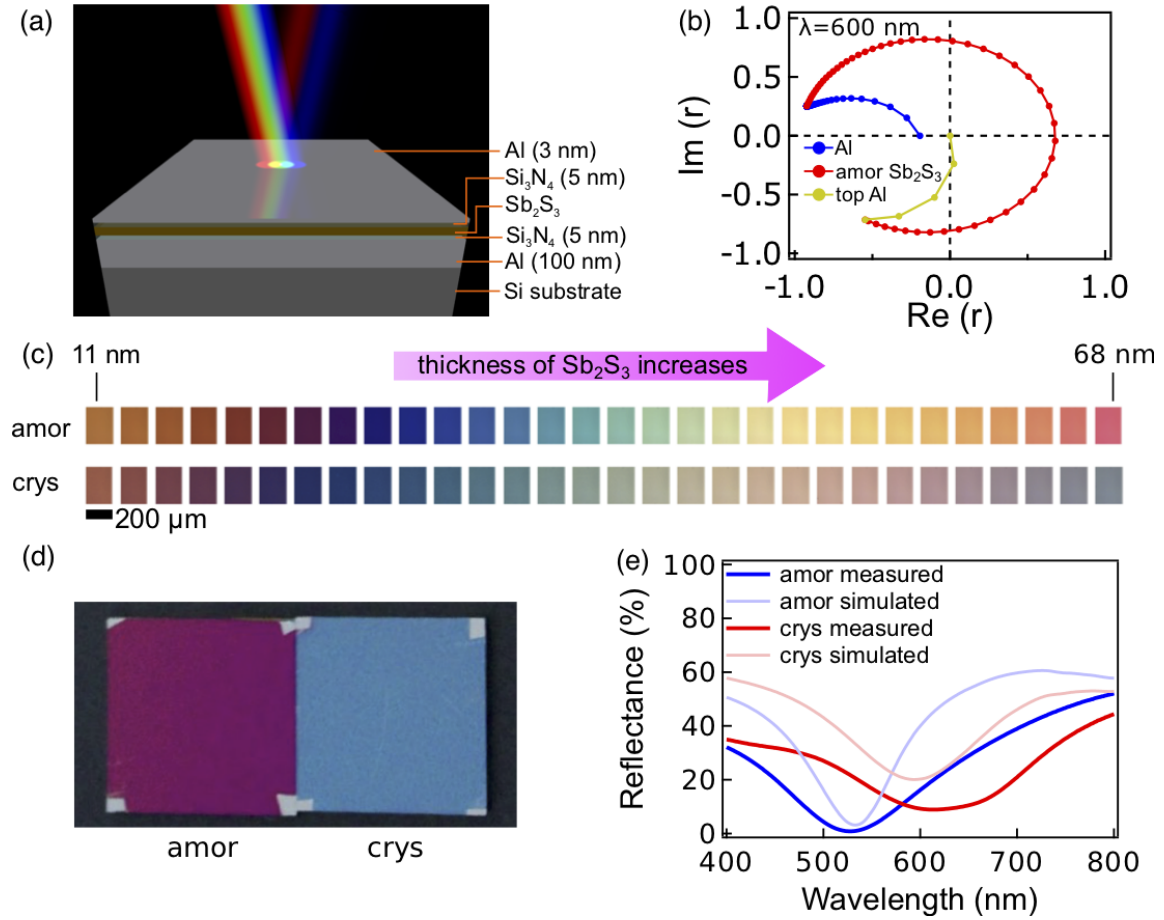 (a)
Al (3 nm)
Si₃N₄ (5 nm)
Sb₂S₃
Si₃N₄ (5 nm)
Al (100 nm)
Si substrate
(b)
λ=600 nm
1.0
0.5
0.0
-0.5
-1.0
Im (r)
Al
amor Sb₂S₃
top Al
-1.0 0.0 1.0
Re (r)
(c)
11 nm
thickness of Sb₂S₃ increases
68 nm
amor
crys
200 μm
(d)
amor crys
(e)
100
80
60
40
20
0
Reflectance (%)
amor measured
amor simulated
crys measured
crys simulated
400 500 600 700 800
Wavelength (nm)